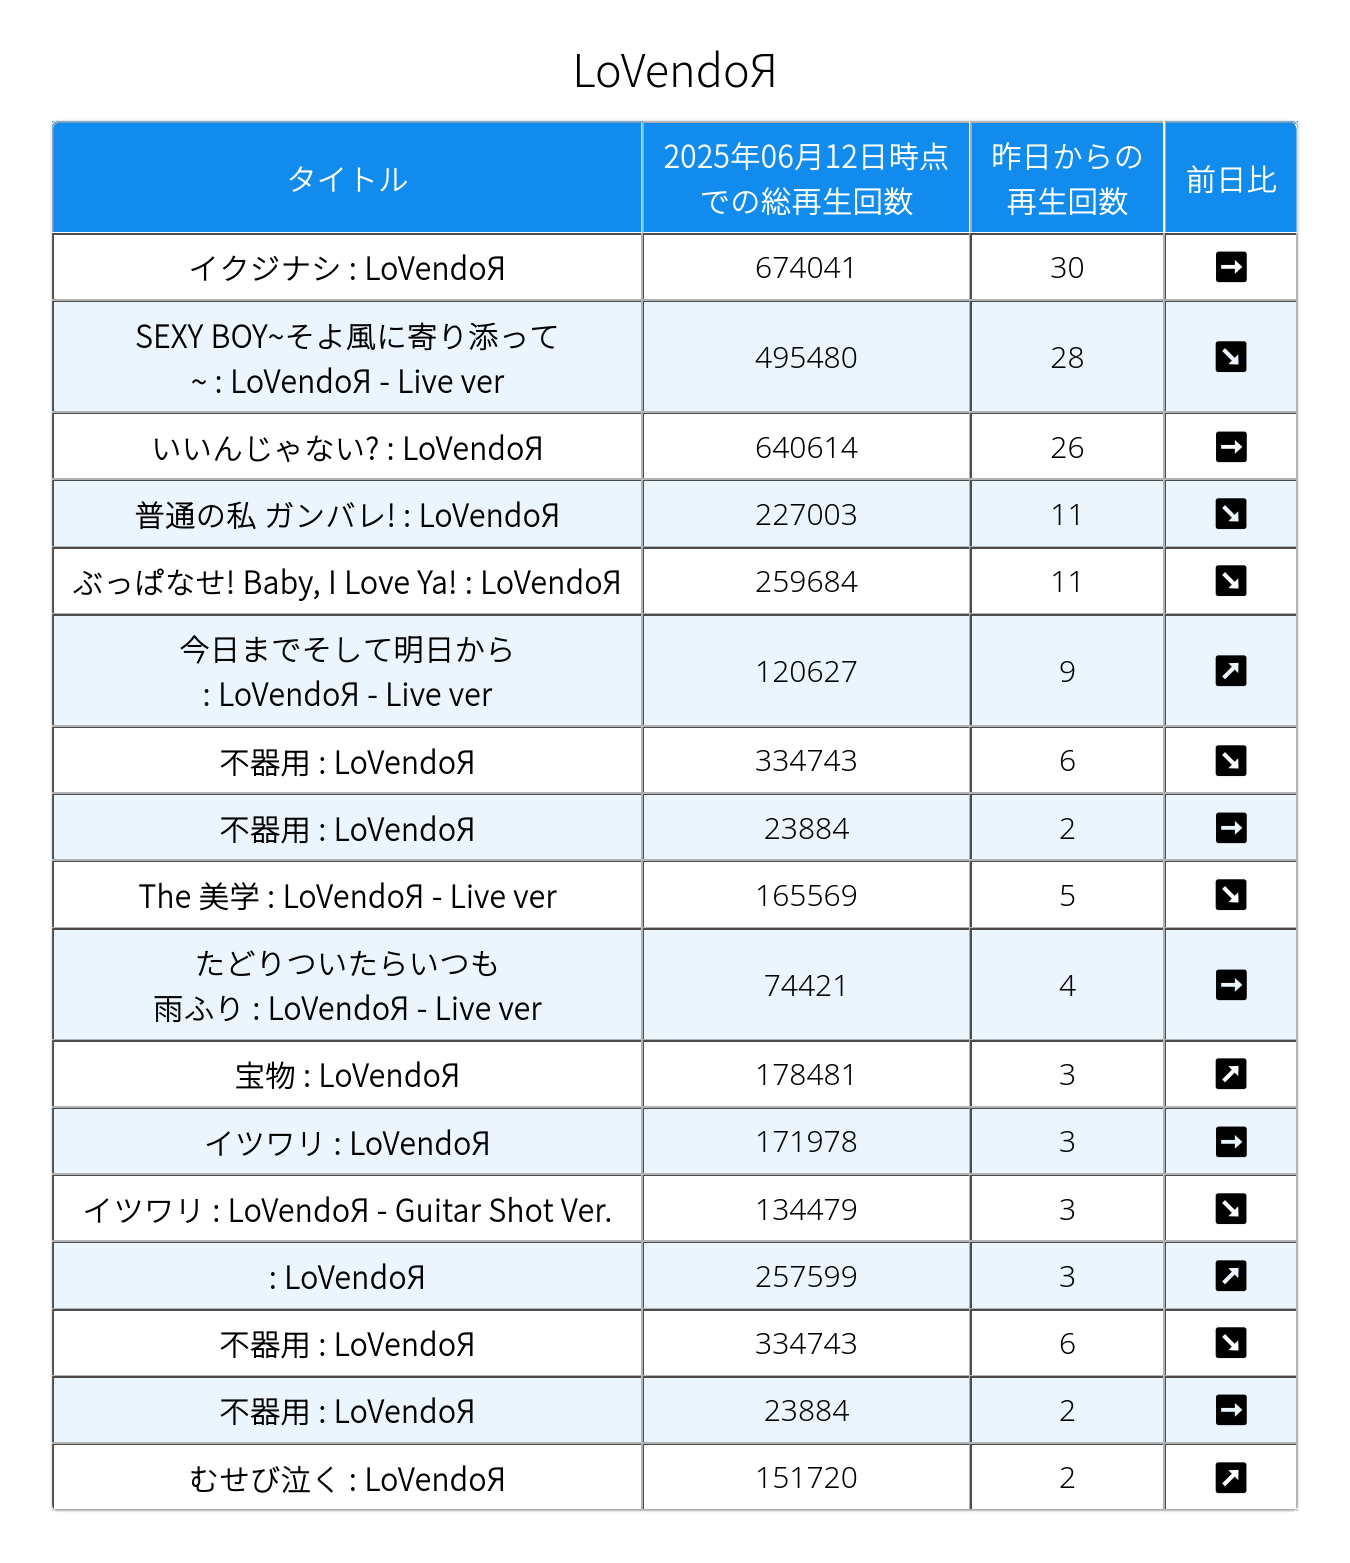 LoVendoЯ
タイトル
2025年06月12日時点
での総再生回数
昨日からの
再生回数
前日比
イクジナシ : LoVendoЯ 674041 30 ➡
SEXY BOY~そよ風に寄り添って
~ : LoVendoЯ - Live ver 495480 28 ↘
いいんじゃない? : LoVendoЯ 640614 26 ➡
普通の私 ガンバレ! : LoVendoЯ 227003 11 ↘
ぶっぱなせ! Baby, I Love Ya! : LoVendoЯ 259684 11 ↘
今日までそして明日から
: LoVendoЯ - Live ver 120627 9 ↗
不器用 : LoVendoЯ 334743 6 ↘
不器用 : LoVendoЯ 23884 2 ➡
The 美学 : LoVendoЯ - Live ver 165569 5 ↘
たどりついたらいつも
雨ふり : LoVendoЯ - Live ver 74421 4 ➡
宝物 : LoVendoЯ 178481 3 ↗
イツワリ : LoVendoЯ 171978 3 ➡
イツワリ : LoVendoЯ - Guitar Shot Ver. 134479 3 ↘
: LoVendoЯ 257599 3 ↗
不器用 : LoVendoЯ 334743 6 ↘
不器用 : LoVendoЯ 23884 2 ➡
むせび泣く : LoVendoЯ 151720 2 ↗